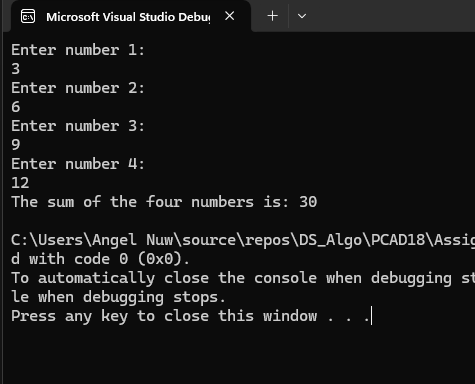 Microsoft Visual Studio Debug
Enter number 1:
3
Enter number 2:
6
Enter number 3:
9
Enter number 4:
12
The sum of the four numbers is: 30
C:\Users\Angel Nuw\source\repos\DS_Algo\PCAD18\Assig
d with code 0 (0x0).
To automatically close the console when debugging st
le when debugging stops.
Press any key to close this window . . .